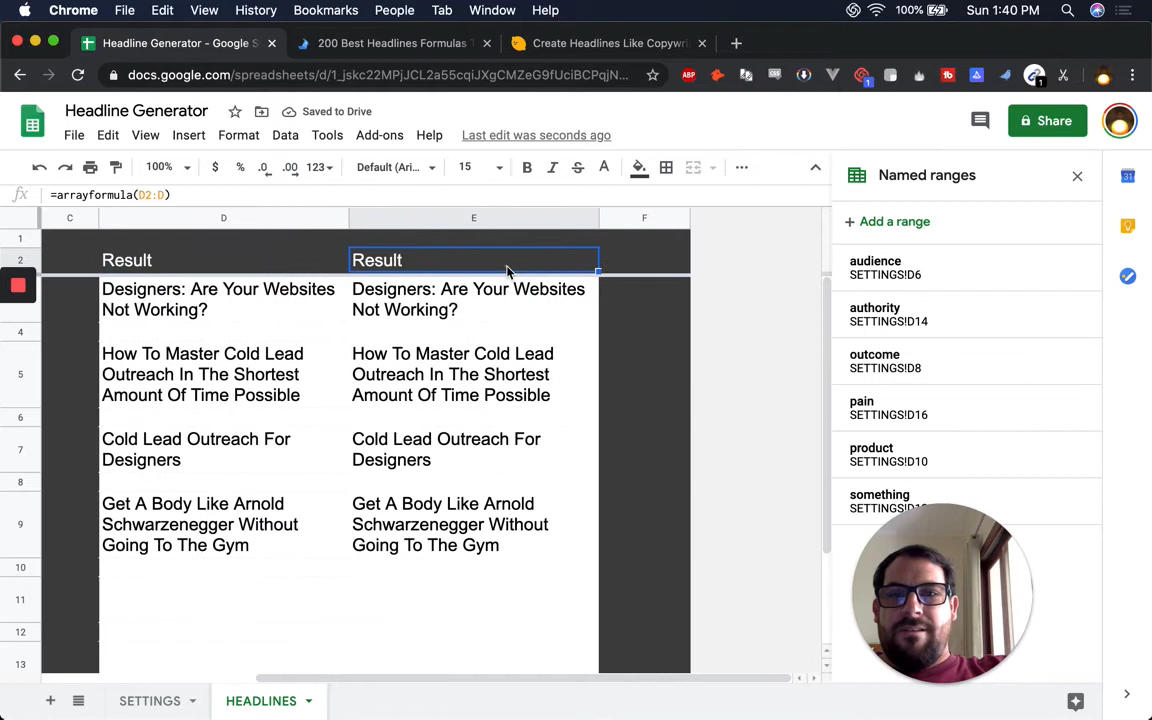 Chrome File Edit View History Bookmarks People Tab Window Help 100% Sun 1:40 PM
Headline Generator - Google S
200 Best Headlines Formulas T
Create Headlines Like Copywri
docs.google.com/spreadsheets/d/1_jskc22MPjJCL2a55cqiJXgCMZeG9fUciBCPqjN...
ABP 1 1
Headline Generator Saved to Drive
Share
File Edit View Insert Format Data Tools Add-ons Help Last edit was seconds ago
100% $ % .0 .00 123 Default (Ari... 15 B I S A
Named ranges
fx =arrayformula(D2:D)
Add a range
C D E F
1
2 Result Result
Designers: Are Your Websites Designers: Are Your Websites
Not Working? Not Working?
4
How To Master Cold Lead How To Master Cold Lead
5 Outreach In The Shortest Outreach In The Shortest
Amount Of Time Possible Amount Of Time Possible
6
Cold Lead Outreach For Cold Lead Outreach For
7
Designers Designers
8
Get A Body Like Arnold Get A Body Like Arnold
9 Schwarzenegger Without Schwarzenegger Without
Going To The Gym Going To The Gym
10
11
12
13
audience
SETTINGS!D6
authority
SETTINGS!D14
outcome
SETTINGS!D8
pain
SETTINGS!D16
product
SETTINGS!D10
something
31
SETTINGS HEADLINES